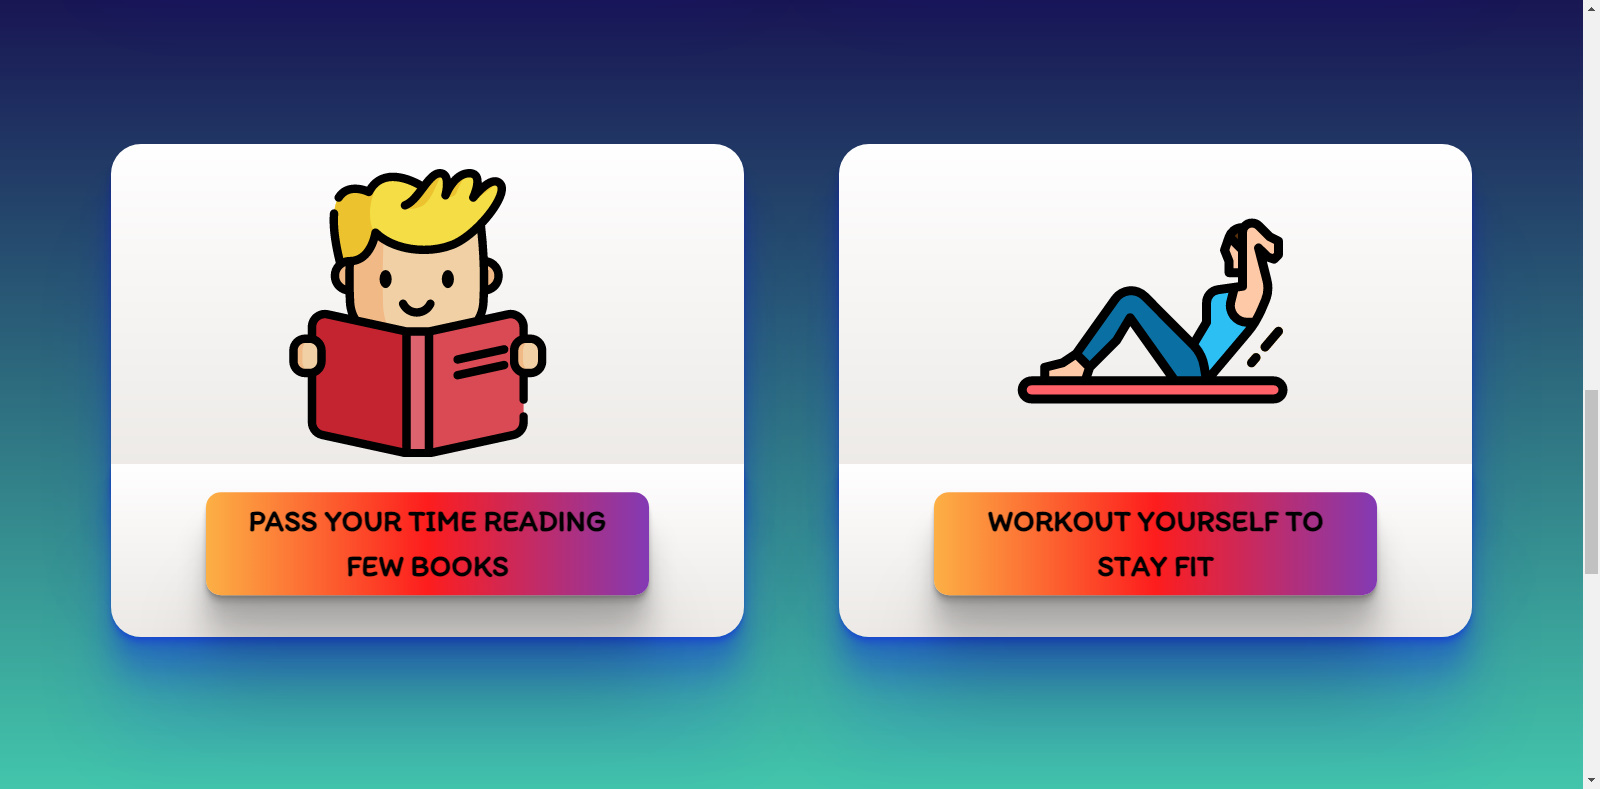 PASS YOUR TIME READING
FEW BOOKS
WORKOUT YOURSELF TO
STAY FIT